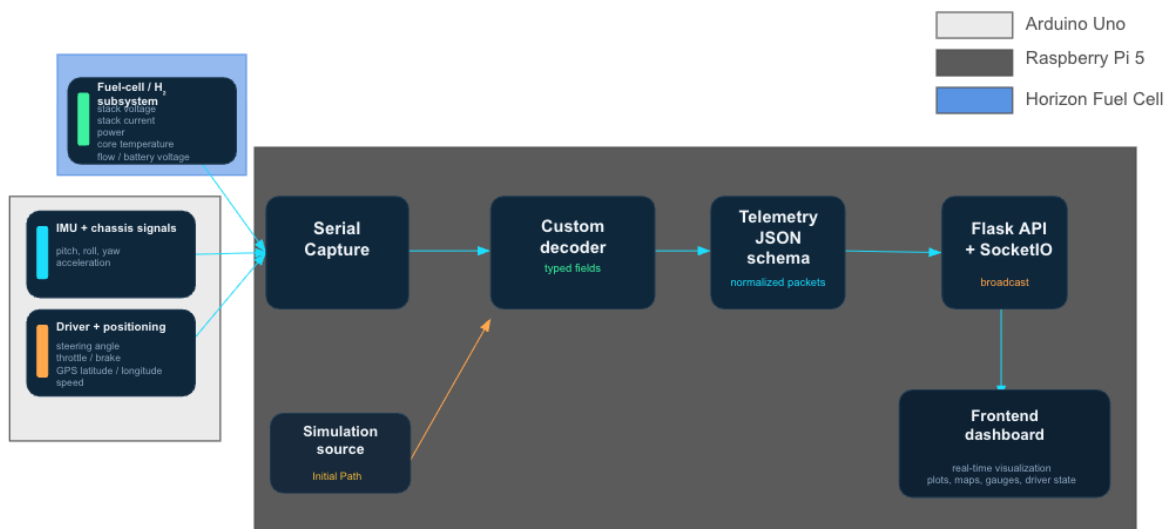 Arduino Uno
Raspberry Pi 5
Horizon Fuel Cell
Fuel-cell / H₂
subsystem
stack voltage
stack current
power
core temperature
flow / battery voltage
IMU + chassis signals
pitch, roll, yaw
acceleration
Driver + positioning
steering angle
throttle / brake
GPS latitude / longitude
speed
Serial
Capture
Custom
decoder
typed fields
Telemetry
JSON
schema
normalized packets
Flask API
+ SocketIO
broadcast
Simulation
source
Initial Path
Frontend
dashboard
real-time visualization
plots, maps, gauges, driver state